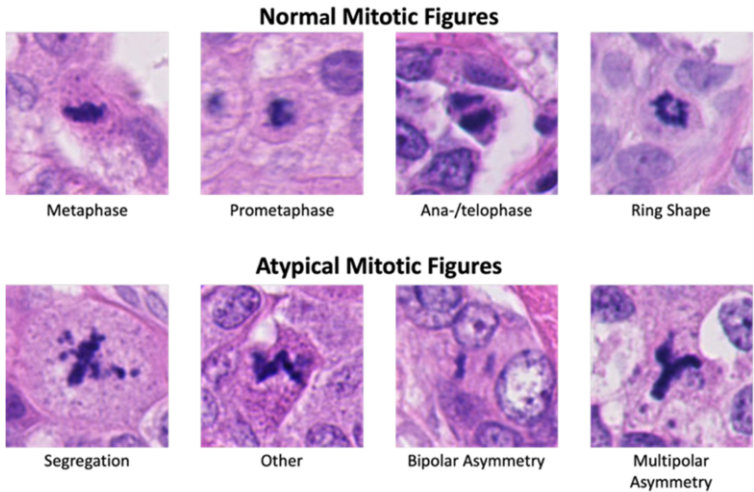 Normal Mitotic Figures
Metaphase
Prometaphase
Ana-/telophase
Ring Shape
Atypical Mitotic Figures
Segregation
Other
Bipolar Asymmetry
Multipolar
Asymmetry